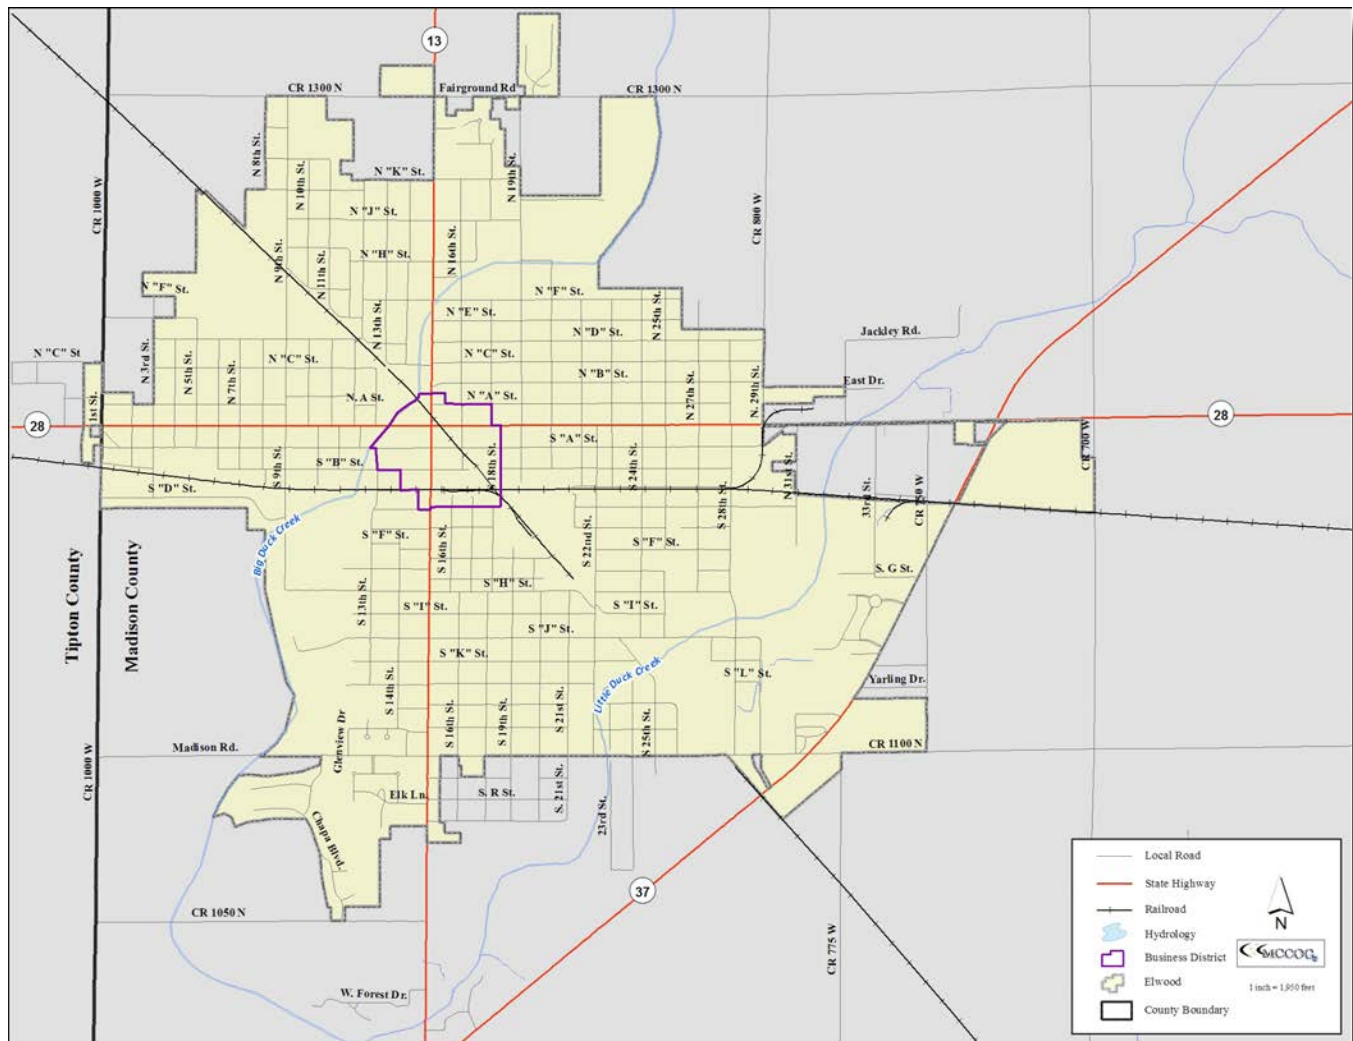 13
CR 1300 N
Fairground Rd
CR 1300 N
N 8th St.
N "K" St.
N 10th St.
N 19th St.
CR 1000 W
CR 800 W
N "J" St.
N 9th St.
N "H" St.
N 16th St.
N 11th St.
N "F" St.
N "F" St.
N 13th St.
N "E" St.
N 25th St.
N "D" St.
Jackley Rd.
N "C" St
N 3rd St.
N 5th St.
N 7th St.
N "C" St.
N "C" St.
N "B" St.
East Dr.
1st St.
N. A St.
N "A" St.
N 27th St.
N. 29th St.
28
28
S "A" St.
CR 700 W
S 9th St.
S "B" St.
S 18th St.
S 24th St.
N 31st St.
S "D" St.
33rd St.
S 28th St.
Big Duck Creek
S "F" St.
S 16th St.
S 22nd St.
S "F" St.
S. G St.
S "H" St.
Tipton County
Madison County
S 13th St.
S "I" St.
S "I" St.
S "J" St.
S "K" St.
Little Duck Creek
S "L" St.
Yarling Dr.
S 14th St.
Glenview Dr
S 16th St.
S 19th St.
S 21st St.
S 25th St.
Madison Rd.
CR 1100 N
CR 1000 W
Elk Ln.
S. R St.
S. 21st St.
23rd St.
Chapa Blvd.
37
CR 1050 N
CR 775 W
W. Forest Dr.
Local Road
State Highway
Railroad
Hydrology
Business District
Elwood
County Boundary
N
MCCOG
1 inch = 1,950 feet